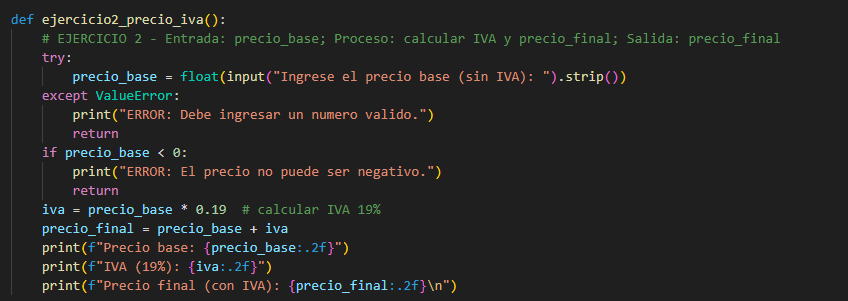 def ejercicio2_precio_iva():
    # EJERCICIO 2 - Entrada: precio_base; Proceso: calcular IVA y precio_final; Salida: precio_final
    try:
        precio_base = float(input("Ingrese el precio base (sin IVA): ").strip())
    except ValueError:
        print("ERROR: Debe ingresar un numero valido.")
        return
    if precio_base < 0:
        print("ERROR: El precio no puede ser negativo.")
        return
    iva = precio_base * 0.19  # calcular IVA 19%
    precio_final = precio_base + iva
    print(f"Precio base: {precio_base:.2f}")
    print(f"IVA (19%): {iva:.2f}")
    print(f"Precio final (con IVA): {precio_final:.2f}\n")